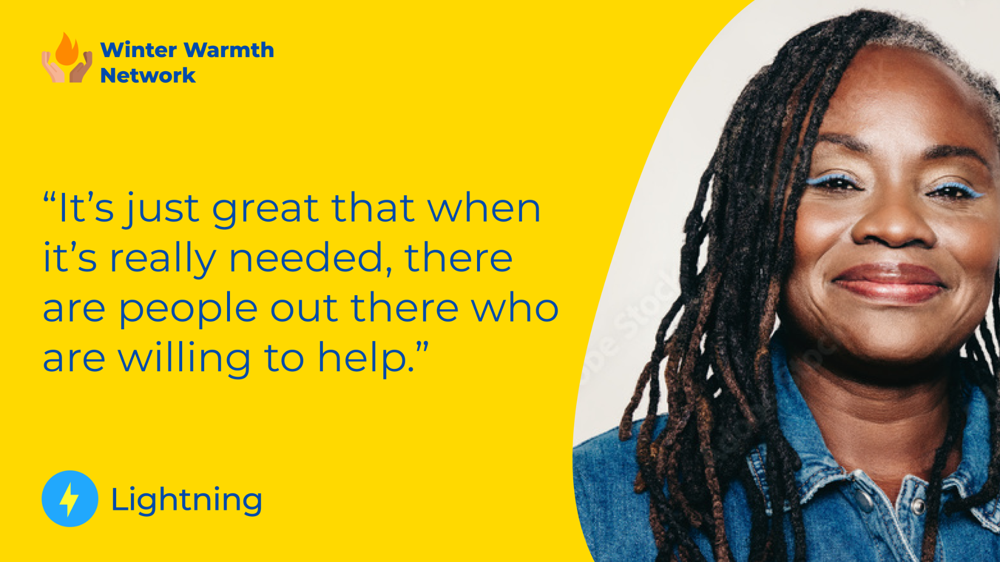 Winter Warmth
Network
“It’s just great that when
it’s really needed, there
are people out there who
are willing to help.”
Lightning